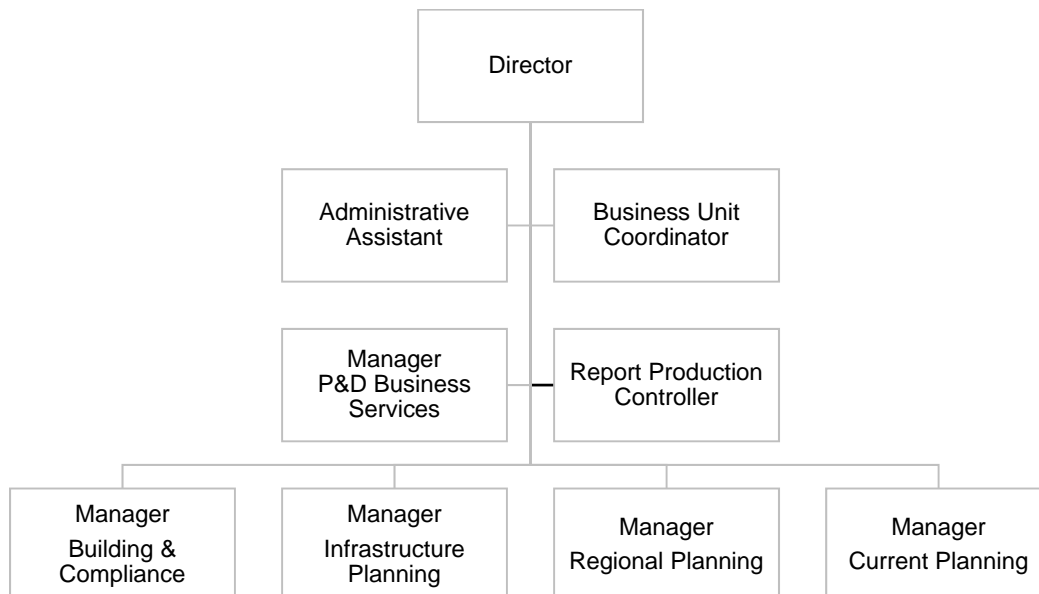 Director
Administrative
Assistant
Business Unit
Coordinator
Manager
P&D Business
Services
Report Production
Controller
Manager
Building &
Compliance
Manager
Infrastructure
Planning
Manager
Regional Planning
Manager
Current Planning